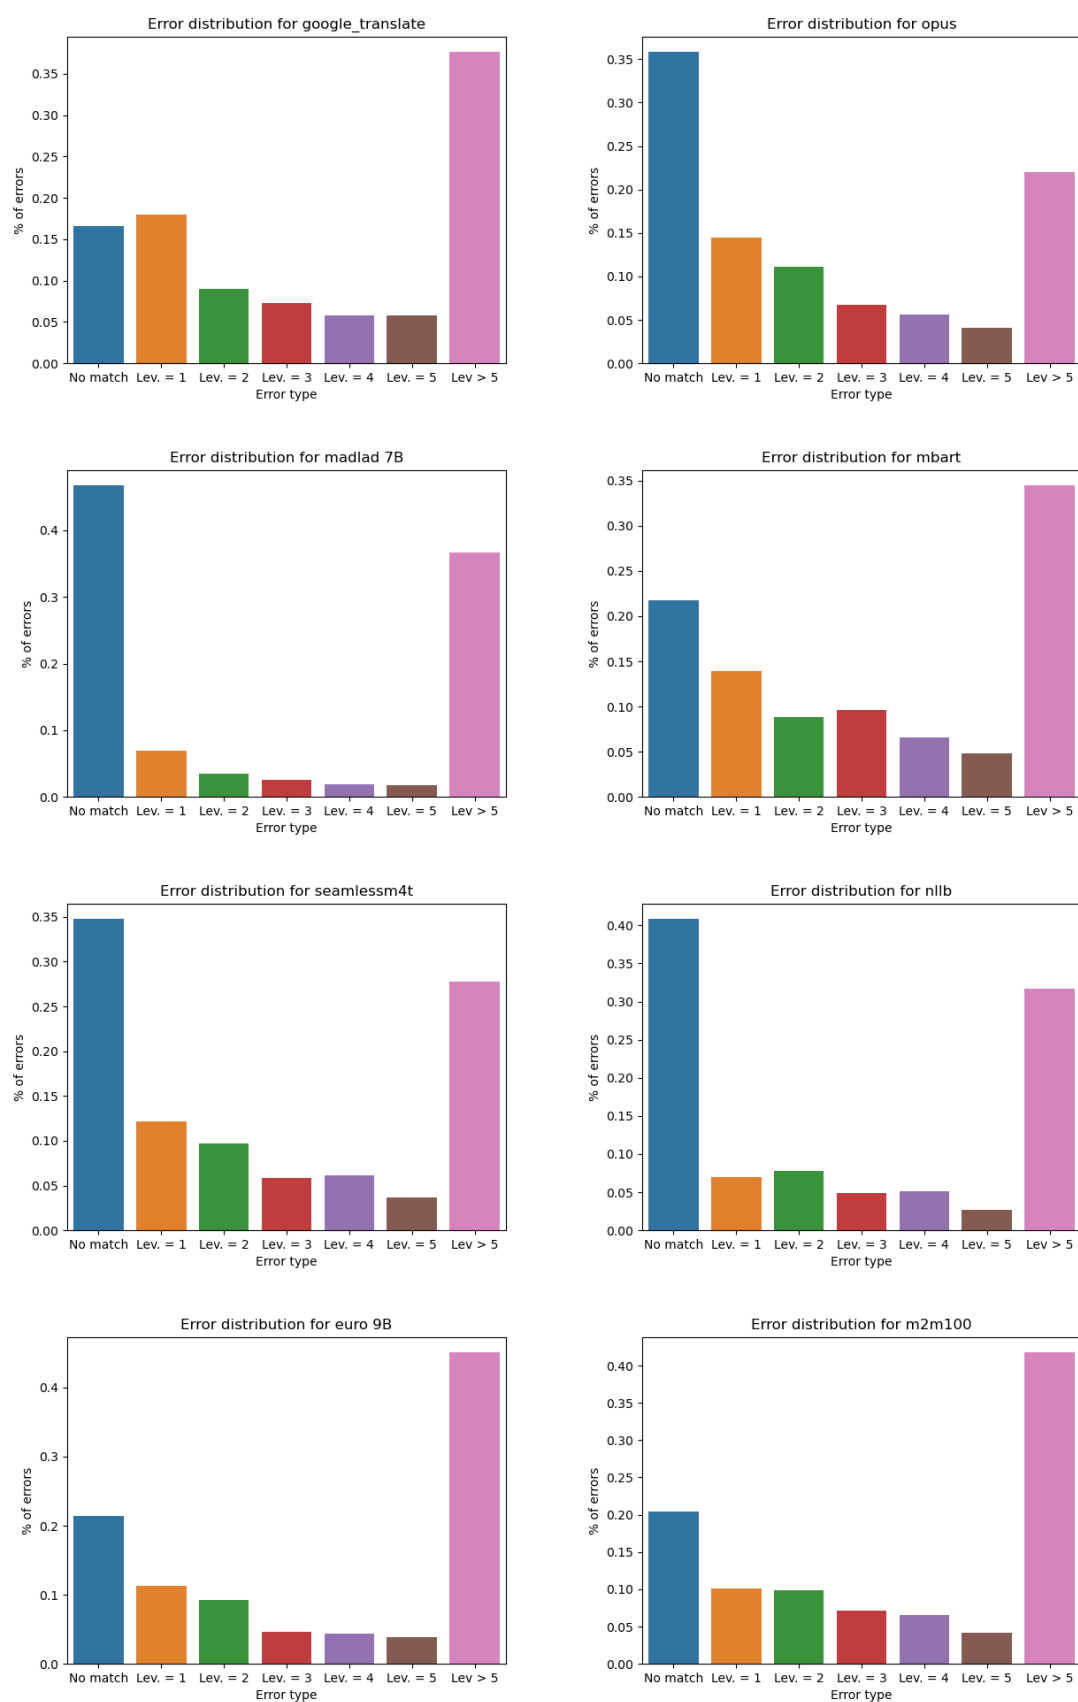 Error distribution for google_translate
% of errors
0.35
0.30
0.25
0.20
0.15
0.10
0.05
0.00
No match Lev. = 1 Lev. = 2 Lev. = 3 Lev. = 4 Lev. = 5 Lev > 5
Error type
Error distribution for opus
% of errors
0.35
0.30
0.25
0.20
0.15
0.10
0.05
0.00
No match Lev. = 1 Lev. = 2 Lev. = 3 Lev. = 4 Lev. = 5 Lev > 5
Error type
Error distribution for madlad 7B
% of errors
0.4
0.3
0.2
0.1
0.0
No match Lev. = 1 Lev. = 2 Lev. = 3 Lev. = 4 Lev. = 5 Lev > 5
Error type
Error distribution for mbart
% of errors
0.35
0.30
0.25
0.20
0.15
0.10
0.05
0.00
No match Lev. = 1 Lev. = 2 Lev. = 3 Lev. = 4 Lev. = 5 Lev > 5
Error type
Error distribution for seamlessm4t
% of errors
0.35
0.30
0.25
0.20
0.15
0.10
0.05
0.00
No match Lev. = 1 Lev. = 2 Lev. = 3 Lev. = 4 Lev. = 5 Lev > 5
Error type
Error distribution for nllb
% of errors
0.40
0.35
0.30
0.25
0.20
0.15
0.10
0.05
0.00
No match Lev. = 1 Lev. = 2 Lev. = 3 Lev. = 4 Lev. = 5 Lev > 5
Error type
Error distribution for euro 9B
% of errors
0.4
0.3
0.2
0.1
0.0
No match Lev. = 1 Lev. = 2 Lev. = 3 Lev. = 4 Lev. = 5 Lev > 5
Error type
Error distribution for m2m100
% of errors
0.40
0.35
0.30
0.25
0.20
0.15
0.10
0.05
0.00
No match Lev. = 1 Lev. = 2 Lev. = 3 Lev. = 4 Lev. = 5 Lev > 5
Error type